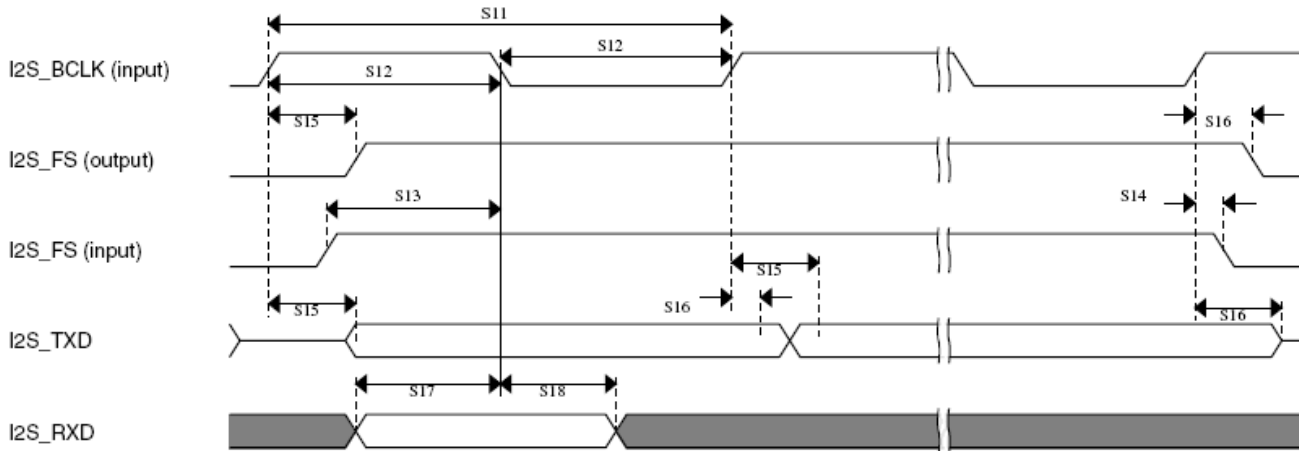 S11
I2S_BCLK (input)
S12
S12
S15
S16
I2S_FS (output)
S13
S14
I2S_FS (input)
S15
S15
S16
S16
I2S_TXD
S17
S18
I2S_RXD